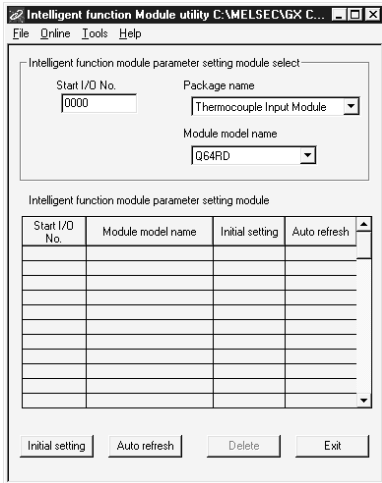 Intelligent function Module utility C:\MELSEC\GX C...
File Online Tools Help
Intelligent function module parameter setting module select
Start I/O No. Package name
0000 Thermocouple Input Module
Module model name
Q64RD
Intelligent function module parameter setting module
Start I/O No. Module model name Initial setting Auto refresh
Initial setting Auto refresh Delete Exit